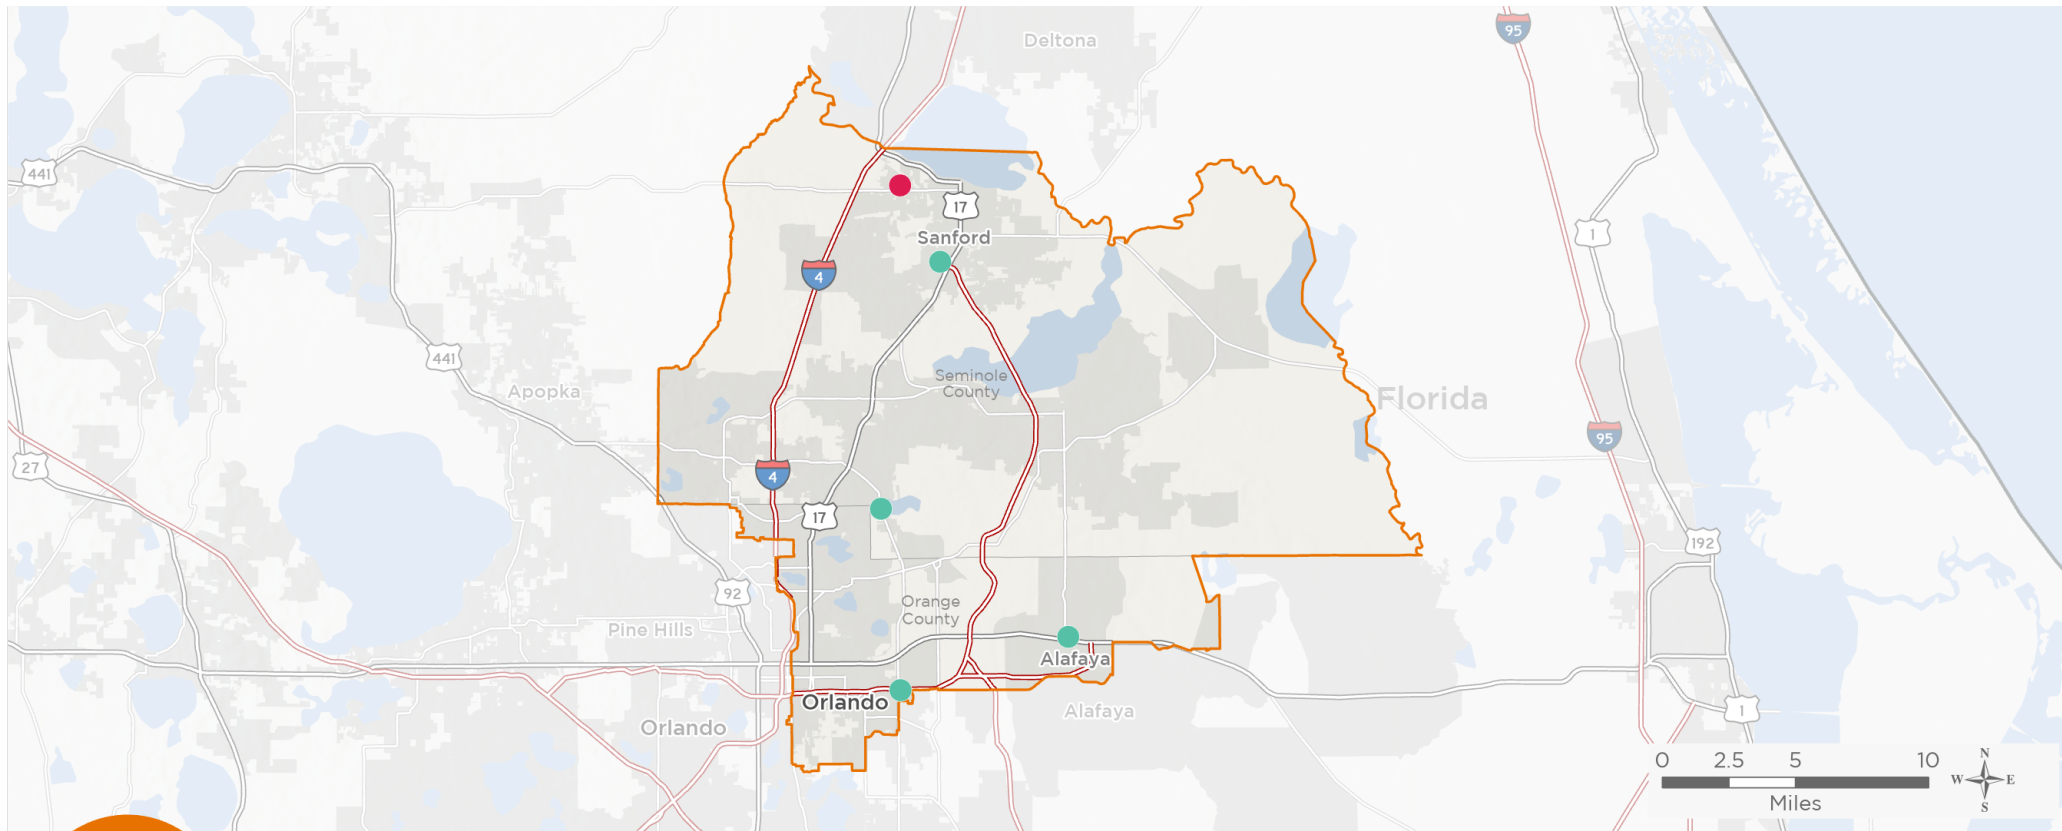 Deltona
95
441
17
Sanford
1
4
441
Seminole
County
Apopka
Florida
95
27
4
17
192
92
Orange
County
Pine Hills
Alafaya
Orlando
1
Alafaya
Orlando
0 2.5 5 10
Miles
N
W E
S